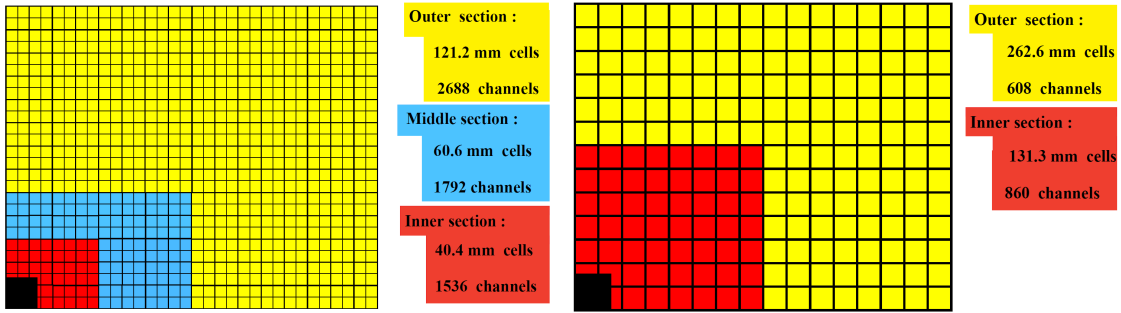 Outer section :
121.2 mm cells
2688 channels
Middle section :
60.6 mm cells
1792 channels
Inner section :
40.4 mm cells
1536 channels
Outer section :
262.6 mm cells
608 channels
Inner section :
131.3 mm cells
860 channels